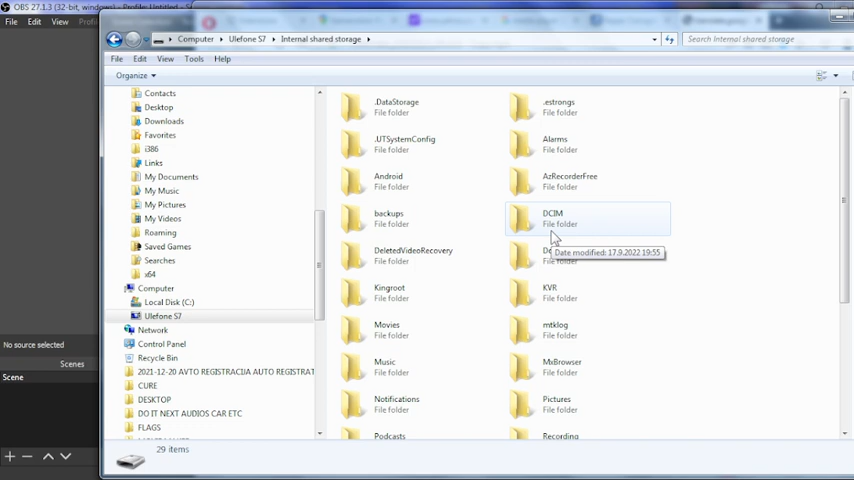 OBS 27.1.3 (32-bit, windows) - Profile: Untitled - S
File Edit View Profi
Computer Ulefone S7 Internal shared storage
Search Internal shared storage
File Edit View Tools Help
Organize
Contacts
Desktop
Downloads
Favorites
i386
Links
My Documents
My Music
My Pictures
My Videos
Roaming
Saved Games
Searches
x64
Computer
Local Disk (C:)
Ulefone S7
Network
Control Panel
Recycle Bin
2021-12-20 AVTO REGISTRACIJA AUTO REGISTRAT
CURE
DESKTOP
DO IT NEXT AUDIOS CAR ETC
FLAGS
.DataStorage
File folder
.estrongs
File folder
.UTSystemConfig
File folder
Alarms
File folder
Android
File folder
AzRecorderFree
File folder
backups
File folder
DCIM
File folder
DeletedVideoRecovery
File folder
Date modified: 17.9.2022 19:55
File folder
Kingroot
File folder
KVR
File folder
Movies
File folder
mtklog
File folder
Music
File folder
MxBrowser
File folder
Notifications
File folder
Pictures
File folder
Podcasts
Recording
29 items
No source selected
Scenes
Scene